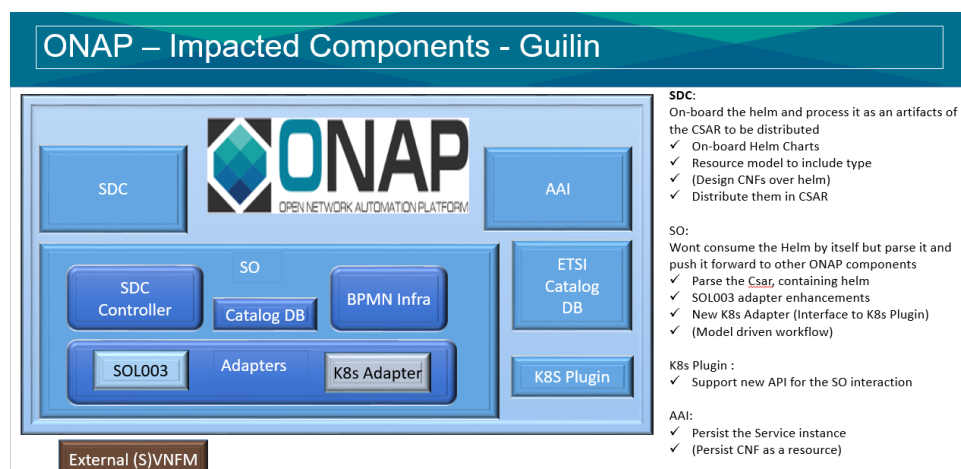 ONAP – Impacted Components - Guilin
SDC
ONAP
OPEN NETWORK AUTOMATION PLATFORM
AAI
SO
SDC
Controller
Catalog DB
BPMN Infra
ETSI
Catalog
DB
Adapters
SOL003
K8s Adapter
K8S Plugin
External (S)VNFM
SDC:
On-board the helm and process it as an artifacts of
the CSAR to be distributed
✓ On-board Helm Charts
✓ Resource model to include type
✓ (Design CNFs over helm)
✓ Distribute them in CSAR
SO:
Wont consume the Helm by itself but parse it and
push it forward to other ONAP components
✓ Parse the Csar, containing helm
✓ SOL003 adapter enhancements
✓ New K8s Adapter (Interface to K8s Plugin)
✓ (Model driven workflow)
K8s Plugin :
✓ Support new API for the SO interaction
AAI:
✓ Persist the Service instance
✓ (Persist CNF as a resource)